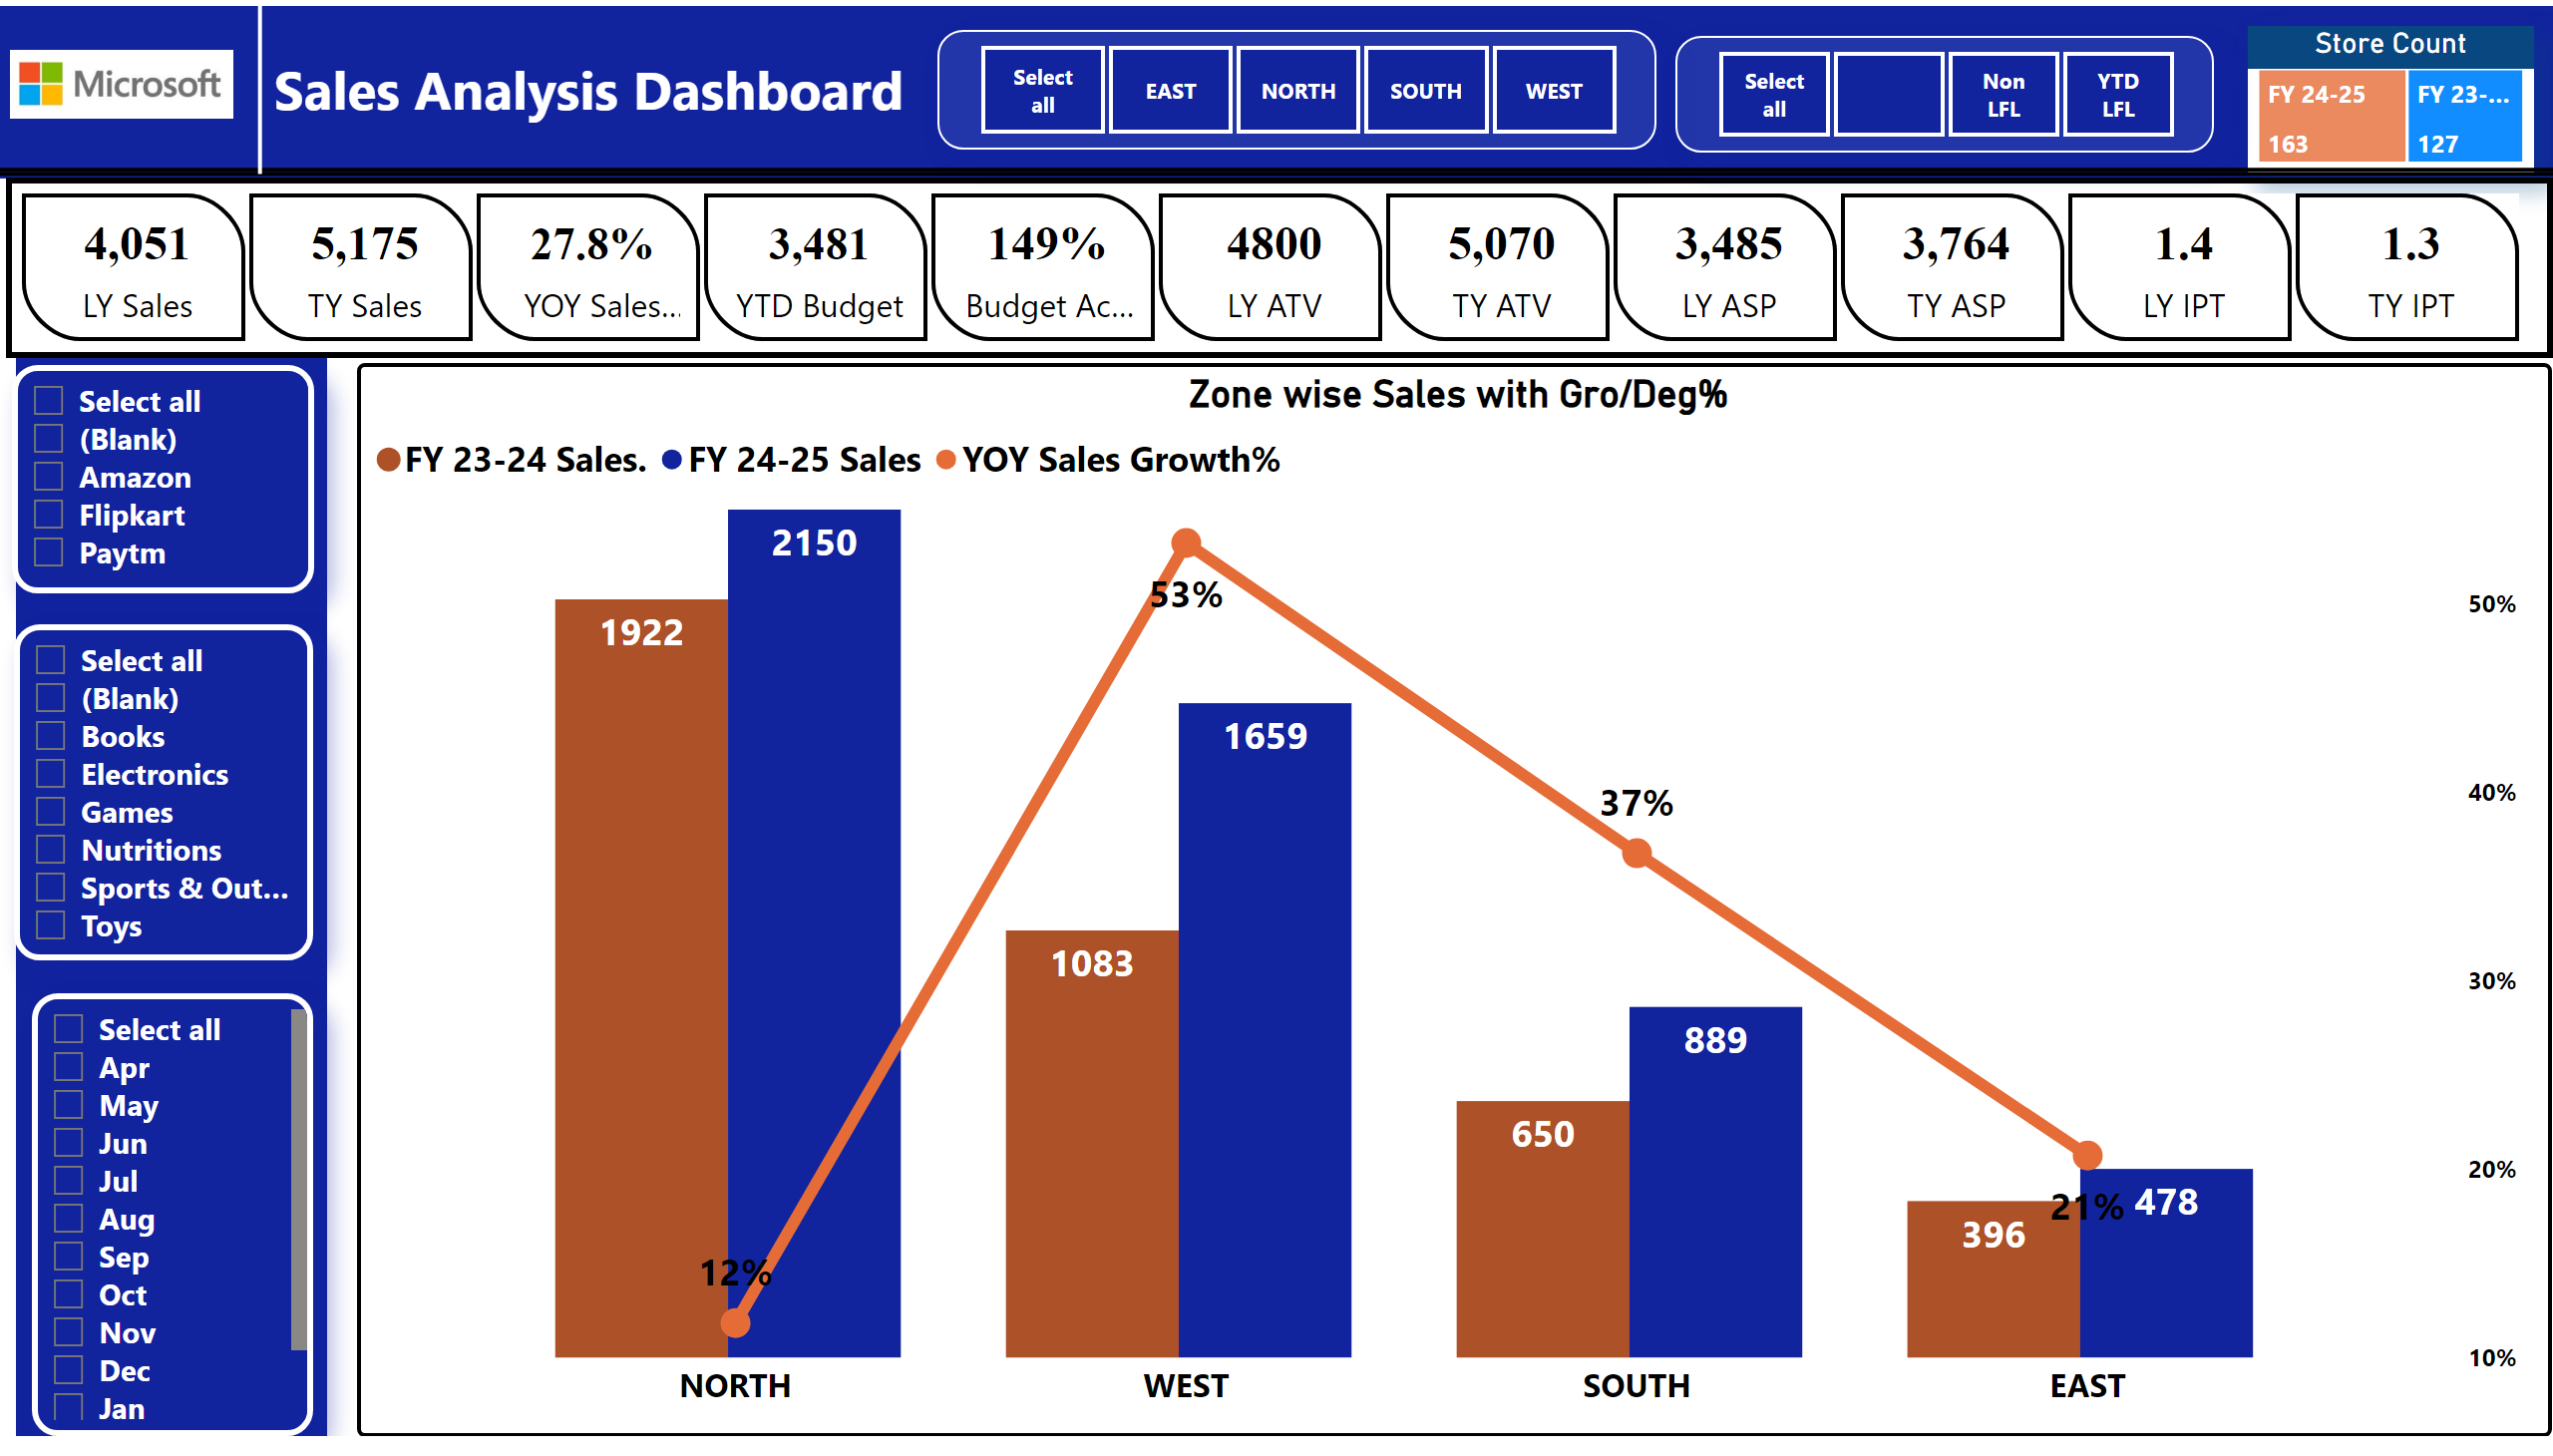 Microsoft
Sales Analysis Dashboard
Select all
EAST
NORTH
SOUTH
WEST
Select all
Non LFL
YTD LFL
Store Count
FY 24-25
163
FY 23-...
127
4,051
LY Sales
5,175
TY Sales
27.8%
YOY Sales...
3,481
YTD Budget
149%
Budget Ac...
4800
LY ATV
5,070
TY ATV
3,485
LY ASP
3,764
TY ASP
1.4
LY IPT
1.3
TY IPT
Select all
(Blank)
Amazon
Flipkart
Paytm
Select all
(Blank)
Books
Electronics
Games
Nutritions
Sports & Out...
Toys
Select all
Apr
May
Jun
Jul
Aug
Sep
Oct
Nov
Dec
Jan
Zone wise Sales with Gro/Deg%
FY 23-24 Sales. FY 24-25 Sales YOY Sales Growth%
1922
2150
12%
1083
1659
53%
650
889
37%
396
478
21%
50%
40%
30%
20%
10%
NORTH
WEST
SOUTH
EAST